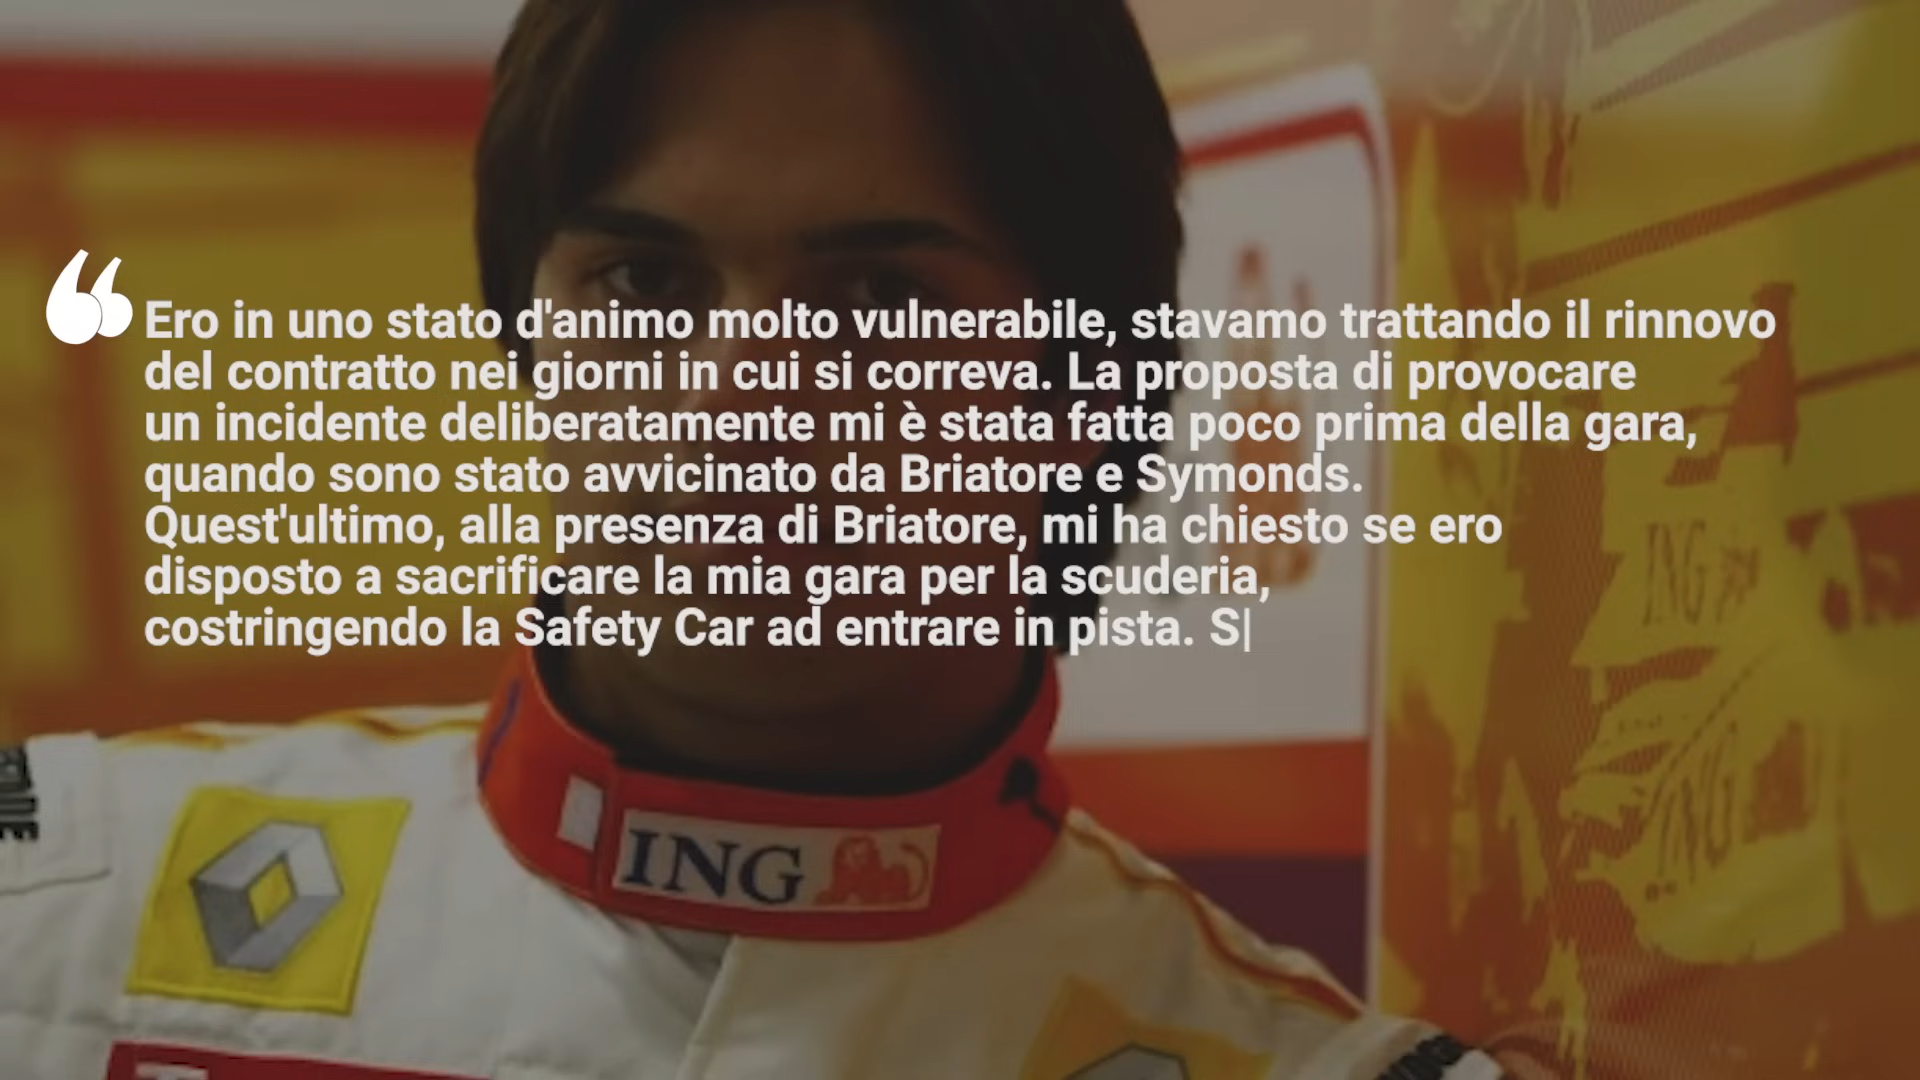 Ero in uno stato d'animo molto vulnerabile, stavamo trattando il rinnovo
del contratto nei giorni in cui si correva. La proposta di provocare
un incidente deliberatamente mi è stata fatta poco prima della gara,
quando sono stato avvicinato da Briatore e Symonds.
Quest'ultimo, alla presenza di Briatore, mi ha chiesto se ero
disposto a sacrificare la mia gara per la scuderia,
costringendo la Safety Car ad entrare in pista. S|
ING
ING
ING